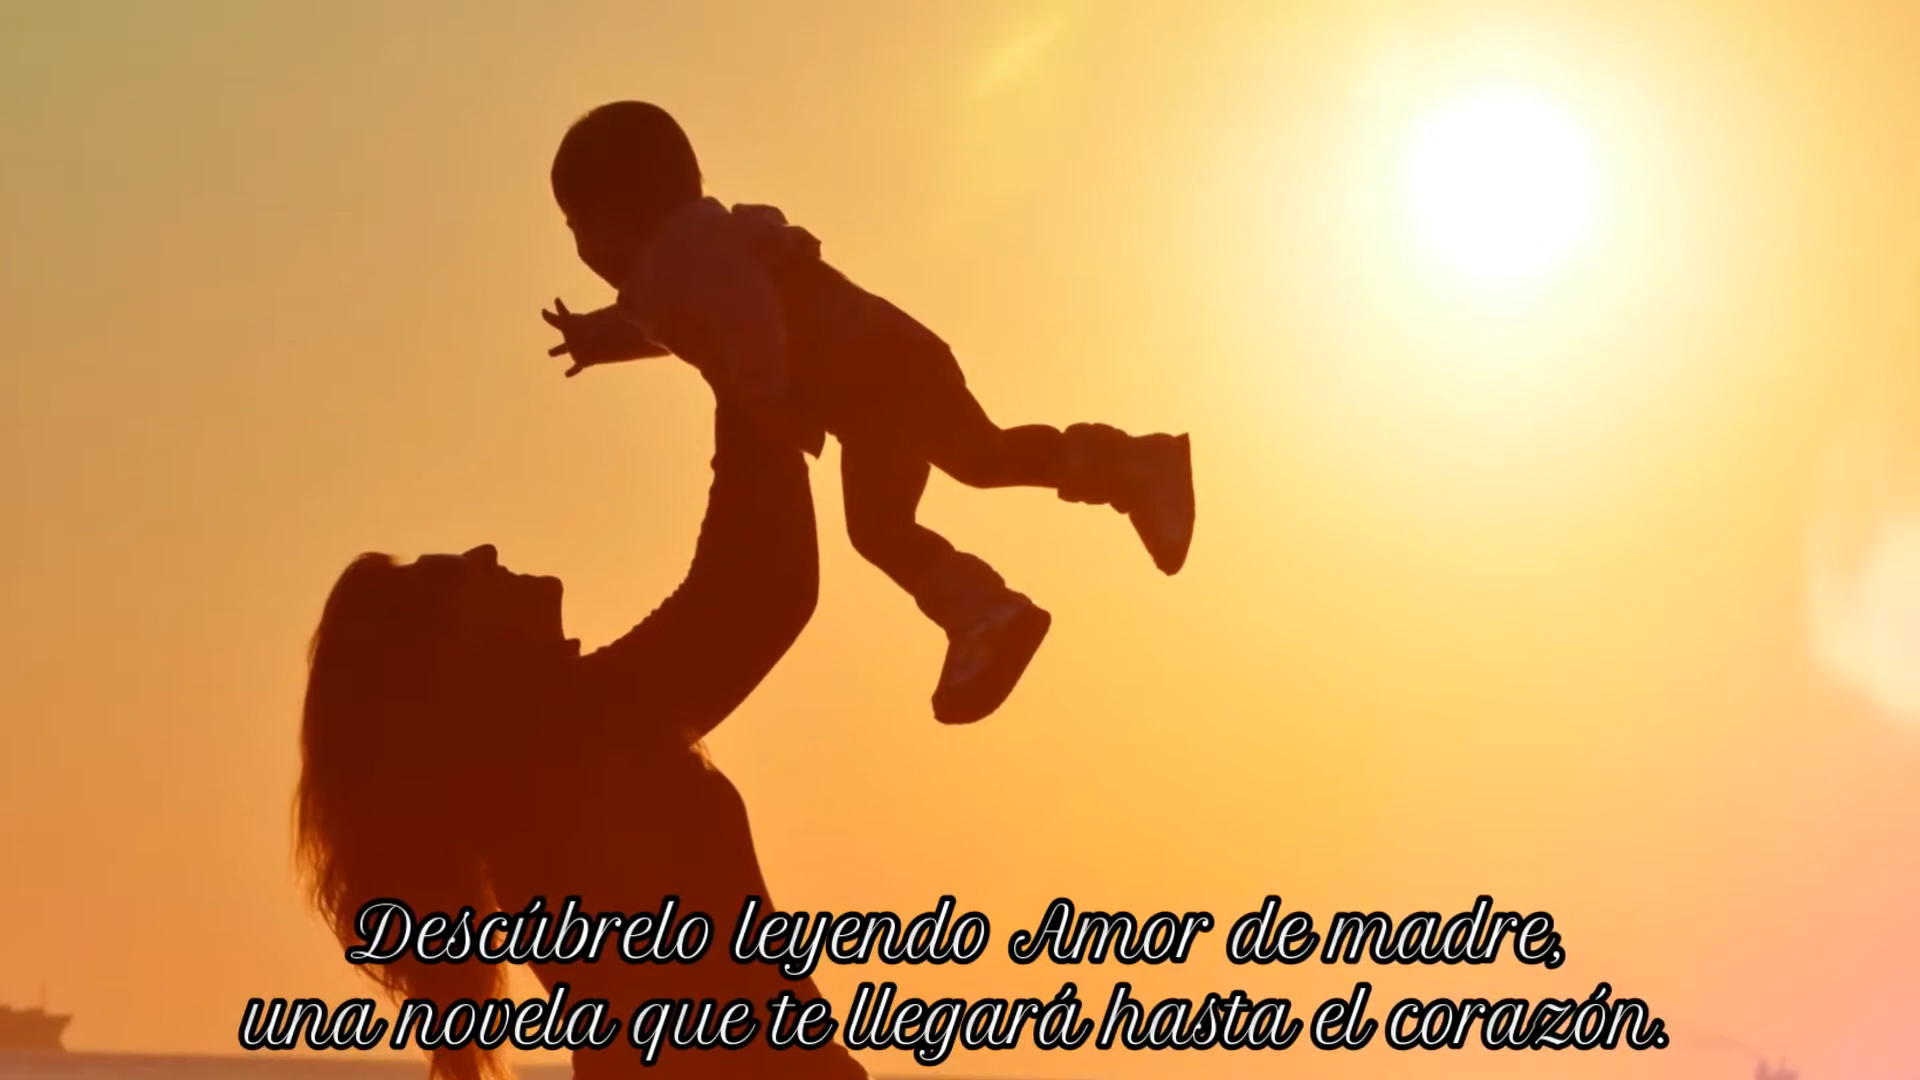 Descúbrelo leyendo Amor de madre,
una novela que te llegará hasta el corazón.